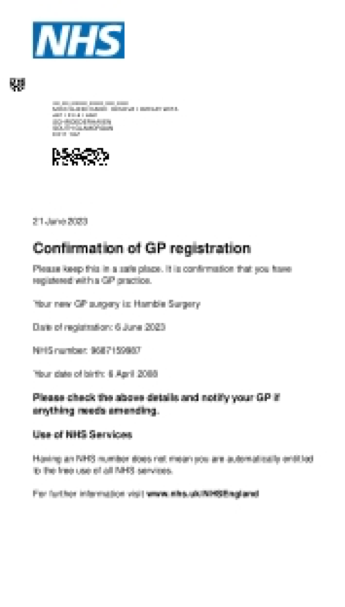 NHS
21 June 2023
Confirmation of GP registration
Please keep this in a safe place. It is confirmation that you have
registered with a GP practice.
Your new GP surgery is: Hamble Surgery
Date of registration: 6 June 2023
NHS number: 9687159987
Your date of birth: 6 April 2008
Please check the above details and notify your GP if
anything needs amending.
Use of NHS Services
Having an NHS number does not mean you are automatically entitled
to the free use of all NHS services.
For further information visit www.nhs.uk/NHSEngland